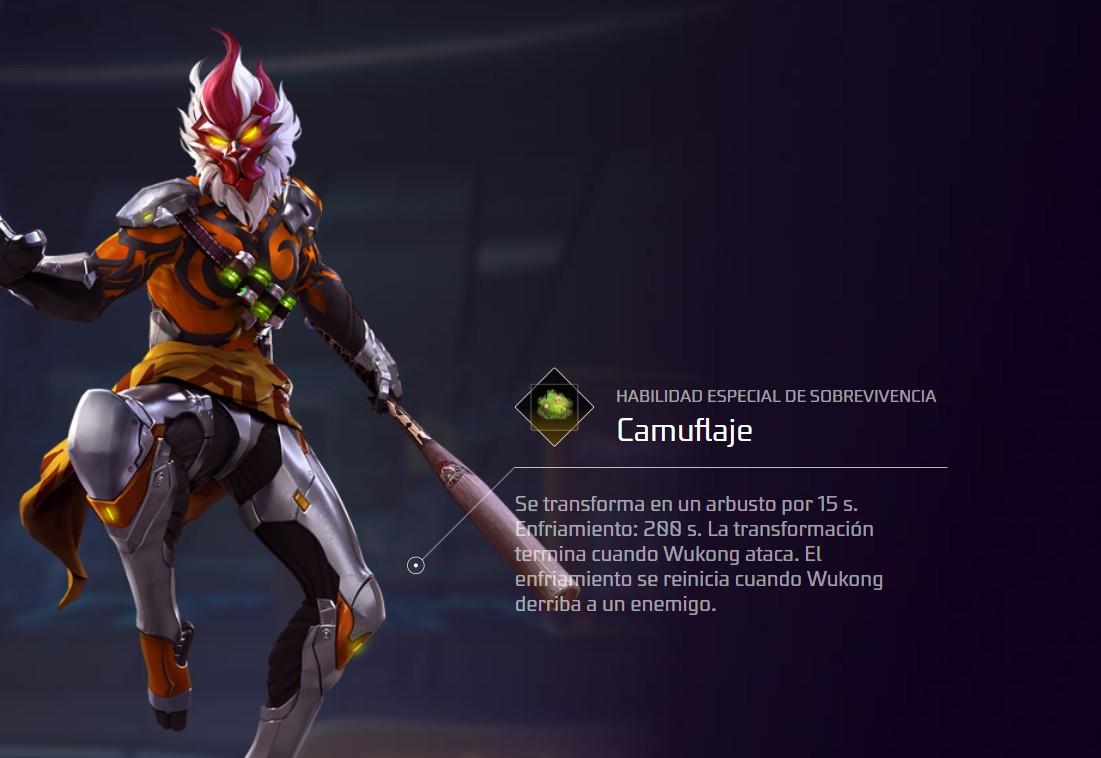 HABILIDAD ESPECIAL DE SOBREVIVENCIA
Camuflaje
Se transforma en un arbusto por 15 s.
Enfriamiento: 200 s. La transformación
termina cuando Wukong ataca. El
enfriamiento se reinicia cuando Wukong
derriba a un enemigo.